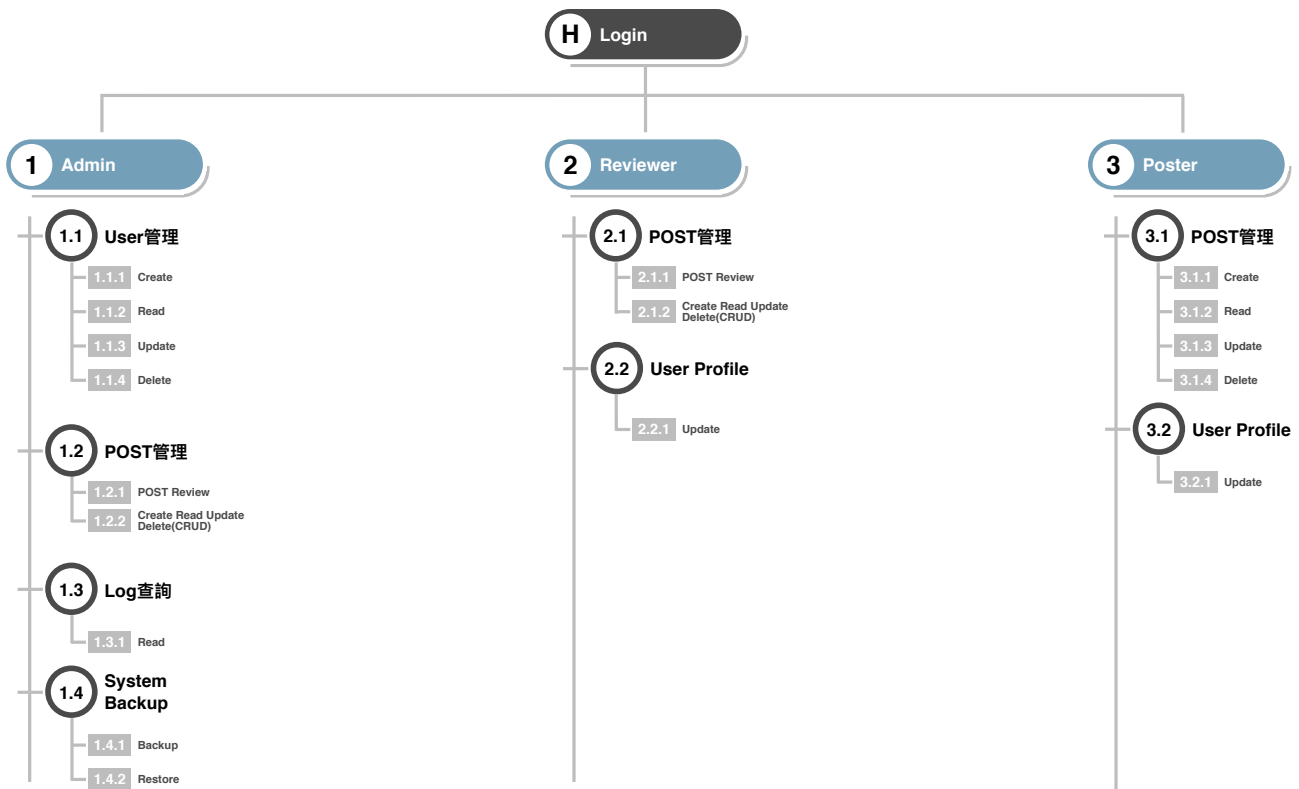 H Login
1 Admin
1.1 User管理
1.1.1 Create
1.1.2 Read
1.1.3 Update
1.1.4 Delete
1.2 POST管理
1.2.1 POST Review
1.2.2 Create Read Update
Delete(CRUD)
1.3 Log查詢
1.3.1 Read
1.4 System
Backup
1.4.1 Backup
1.4.2 Restore
2 Reviewer
2.1 POST管理
2.1.1 POST Review
2.1.2 Create Read Update
Delete(CRUD)
2.2 User Profile
2.2.1 Update
3 Poster
3.1 POST管理
3.1.1 Create
3.1.2 Read
3.1.3 Update
3.1.4 Delete
3.2 User Profile
3.2.1 Update